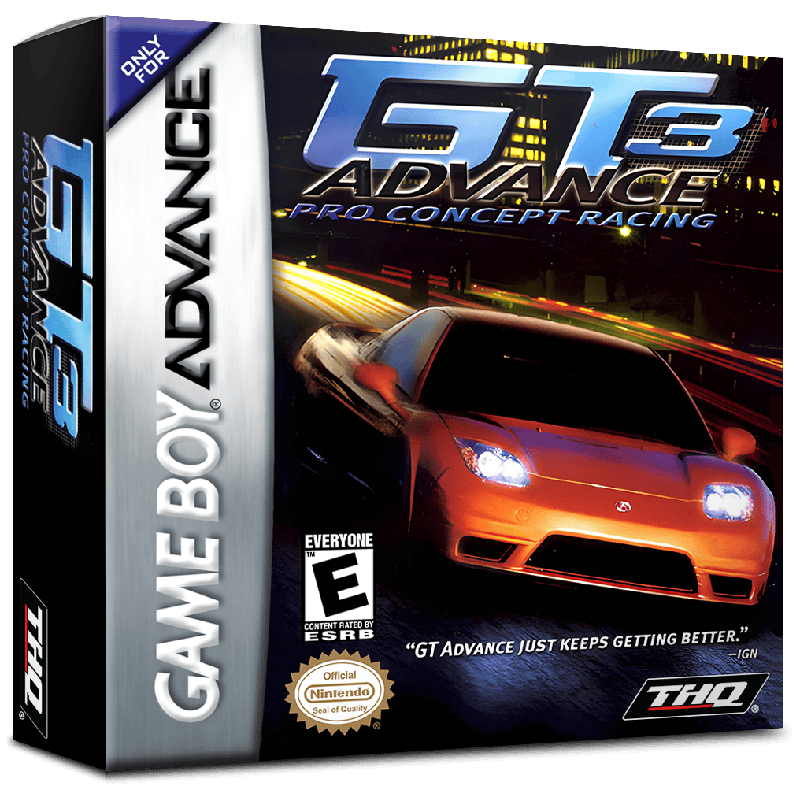 ONLY
FOR
GAME BOY ADVANCE
®
GT3
ADVANCE
PRO CONCEPT RACING
EVERYONE
™
E
CONTENT RATED BY
ESRB
Official
Nintendo
Seal of Quality
®
"GT ADVANCE JUST KEEPS GETTING BETTER."
—IGN
THQ
®
GT3
ADVANCE
PRO CONCEPT RACING
THQ
®